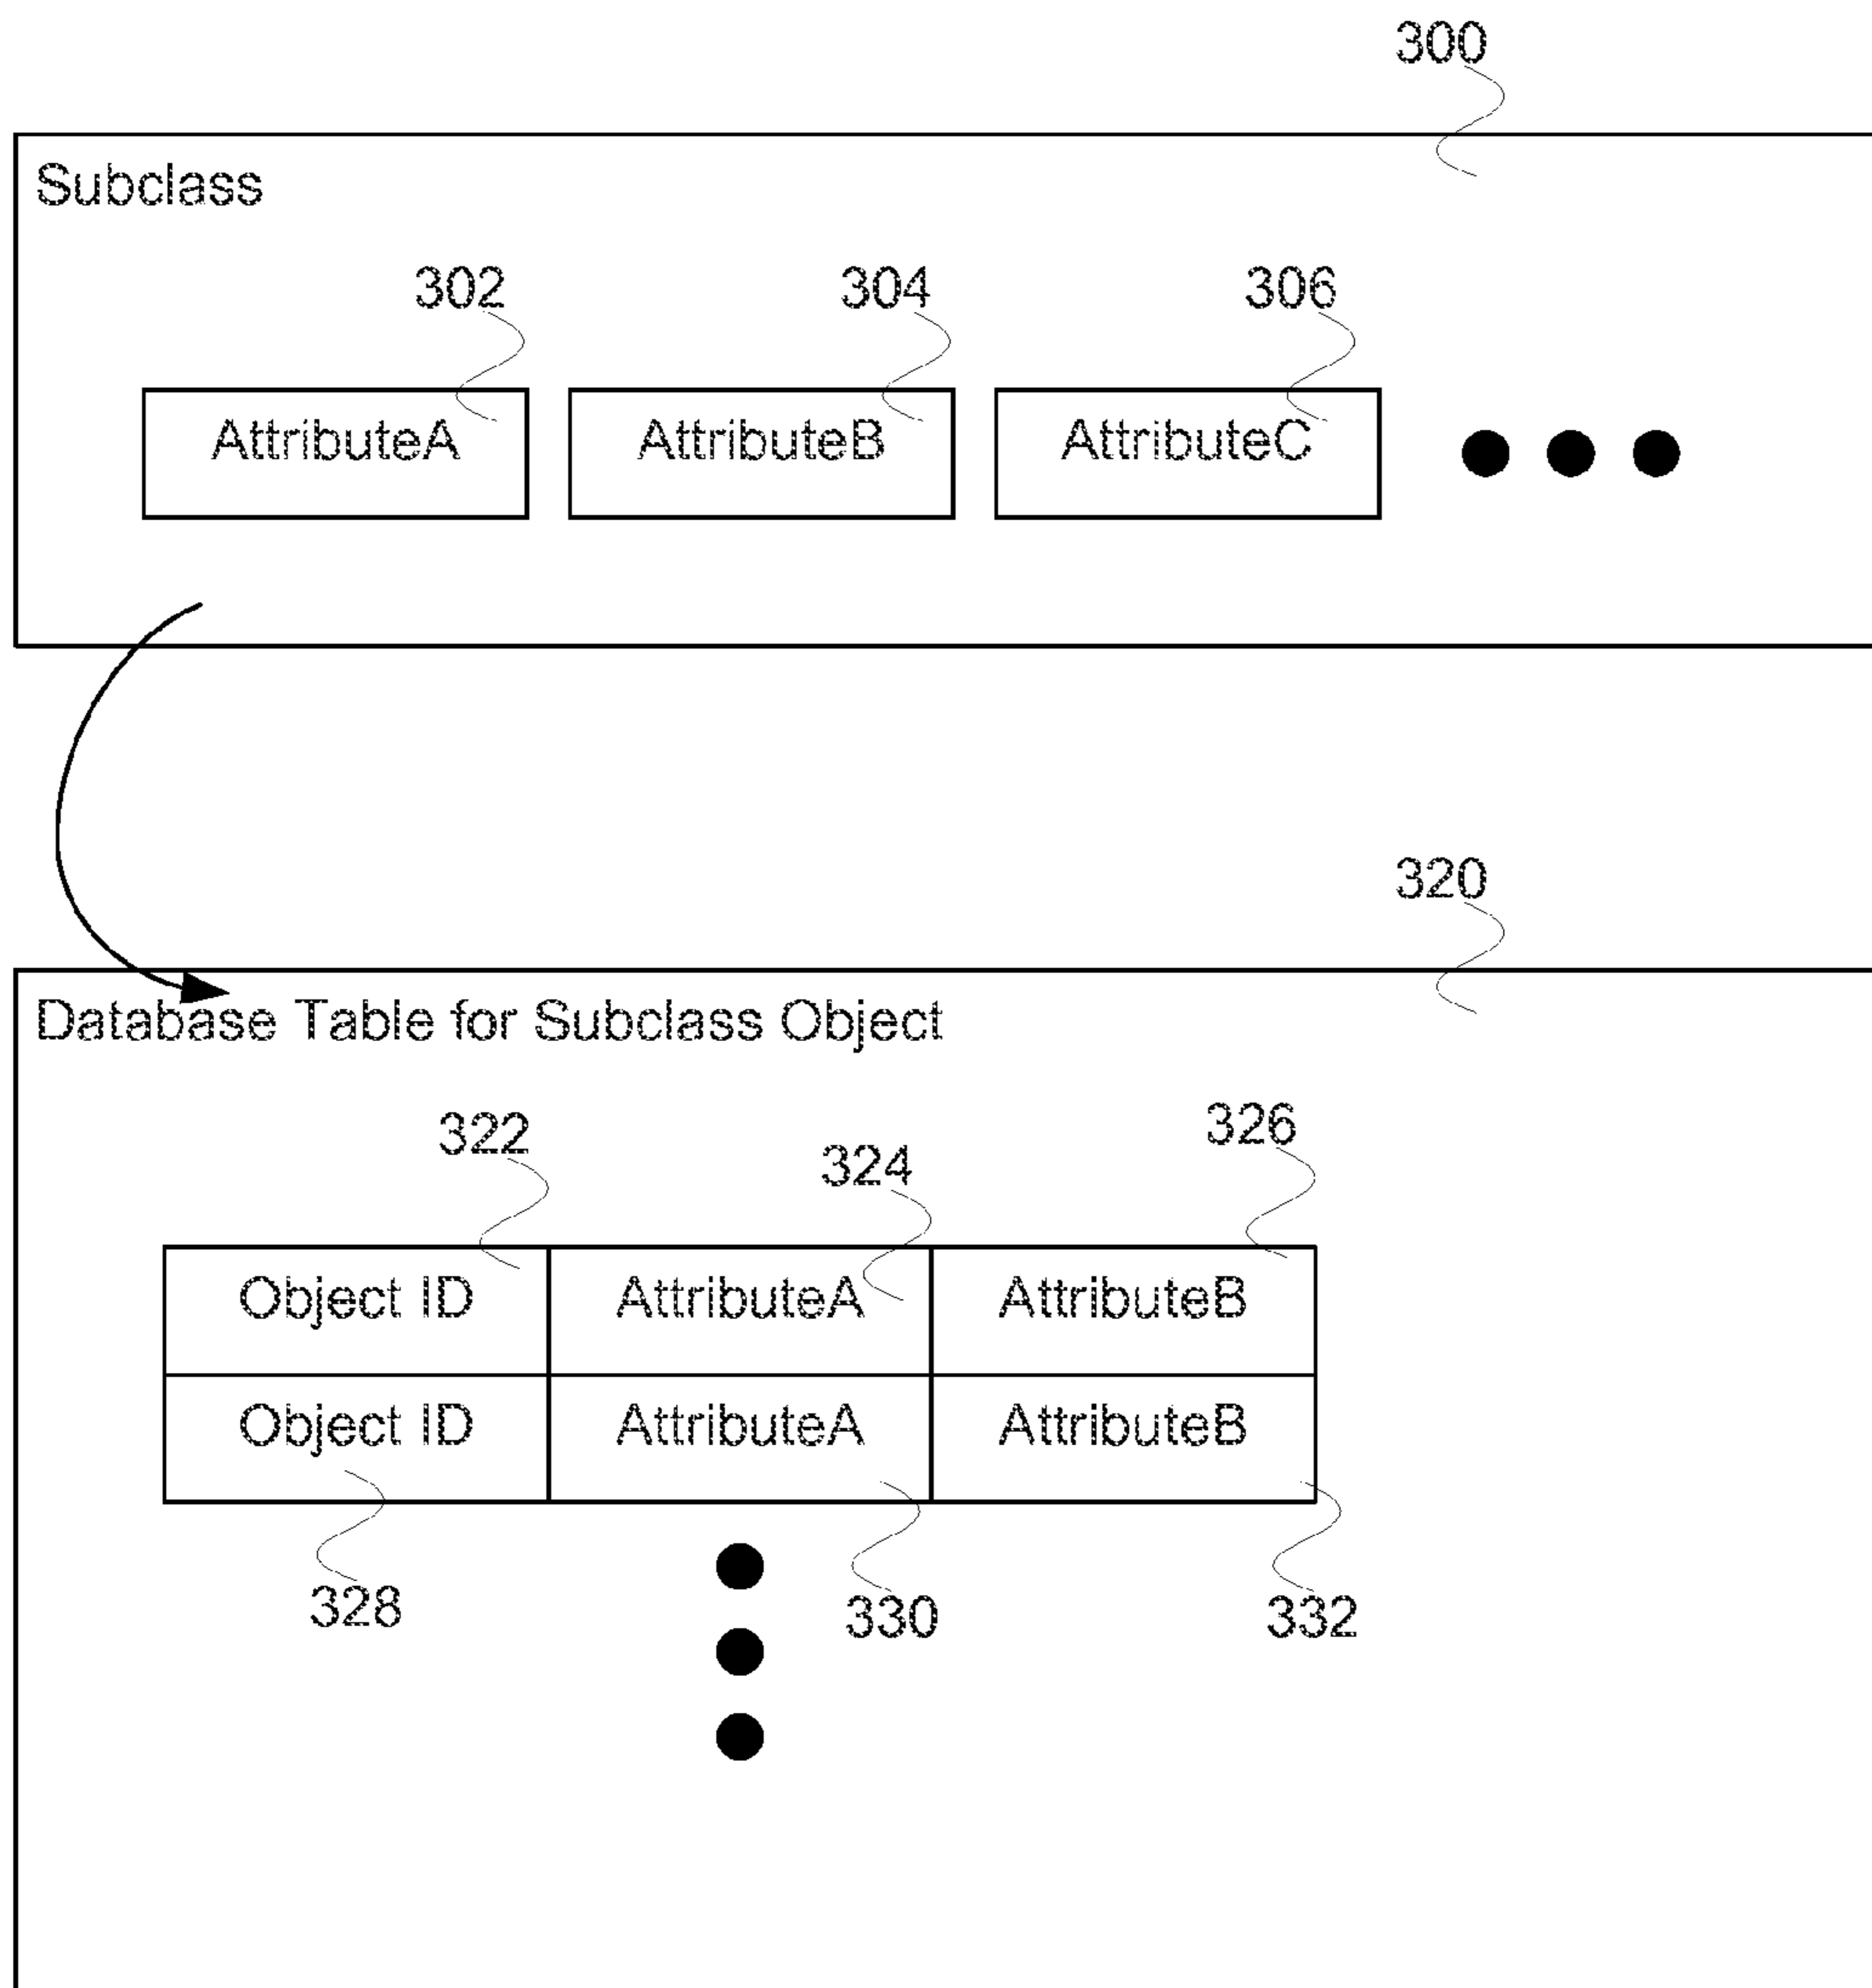 300
Subclass
302 304 306
AttributeA AttributeB AttributeC
320
Database Table for Subclass Object
322 324 326
Object ID AttributeA AttributeB
Object ID AttributeA AttributeB
328 330 332